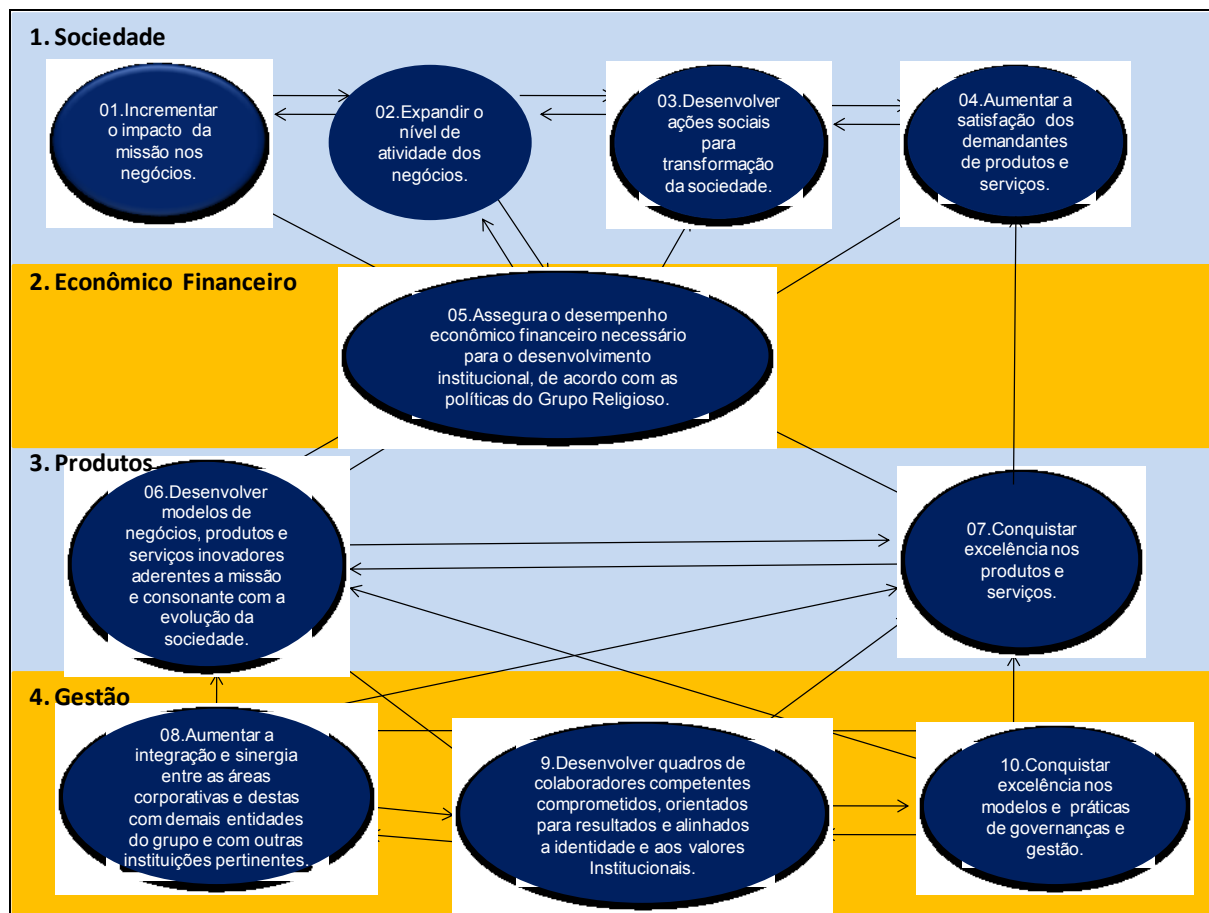 1. Sociedade
01.Incrementar
o impacto da
missão nos
negócios.
02.Expandir o
nível de
atividade dos
negócios.
03.Desenvolver
ações sociais
para
transformação
da sociedade.
04.Aumentar a
satisfação dos
demandantes
de produtos e
serviços.
2. Econômico Financeiro
05.Assegura o desempenho
econômico financeiro necessário
para o desenvolvimento
institucional, de acordo com as
políticas do Grupo Religioso.
3. Produtos
06.Desenvolver
modelos de
negócios, produtos e
serviços inovadores
aderentes a missão
e consonante com a
evolução da
sociedade.
07.Conquistar
excelência nos
produtos e
serviços.
4. Gestão
08.Aumentar a
integração e sinergia
entre as áreas
corporativas e destas
com demais entidades
do grupo e com outras
instituições pertinentes.
9.Desenvolver quadros de
colaboradores competentes
comprometidos, orientados
para resultados e alinhados
a identidade e aos valores
Institucionais.
10.Conquistar
excelência nos
modelos e práticas
de governanças e
gestão.